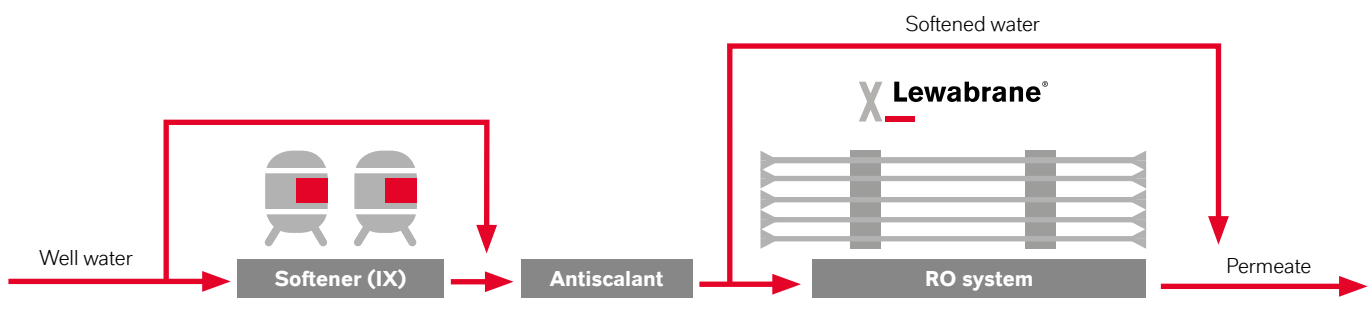 Softened water
Lewabrane®
Well water
Softener (IX)
Antiscalant
RO system
Permeate